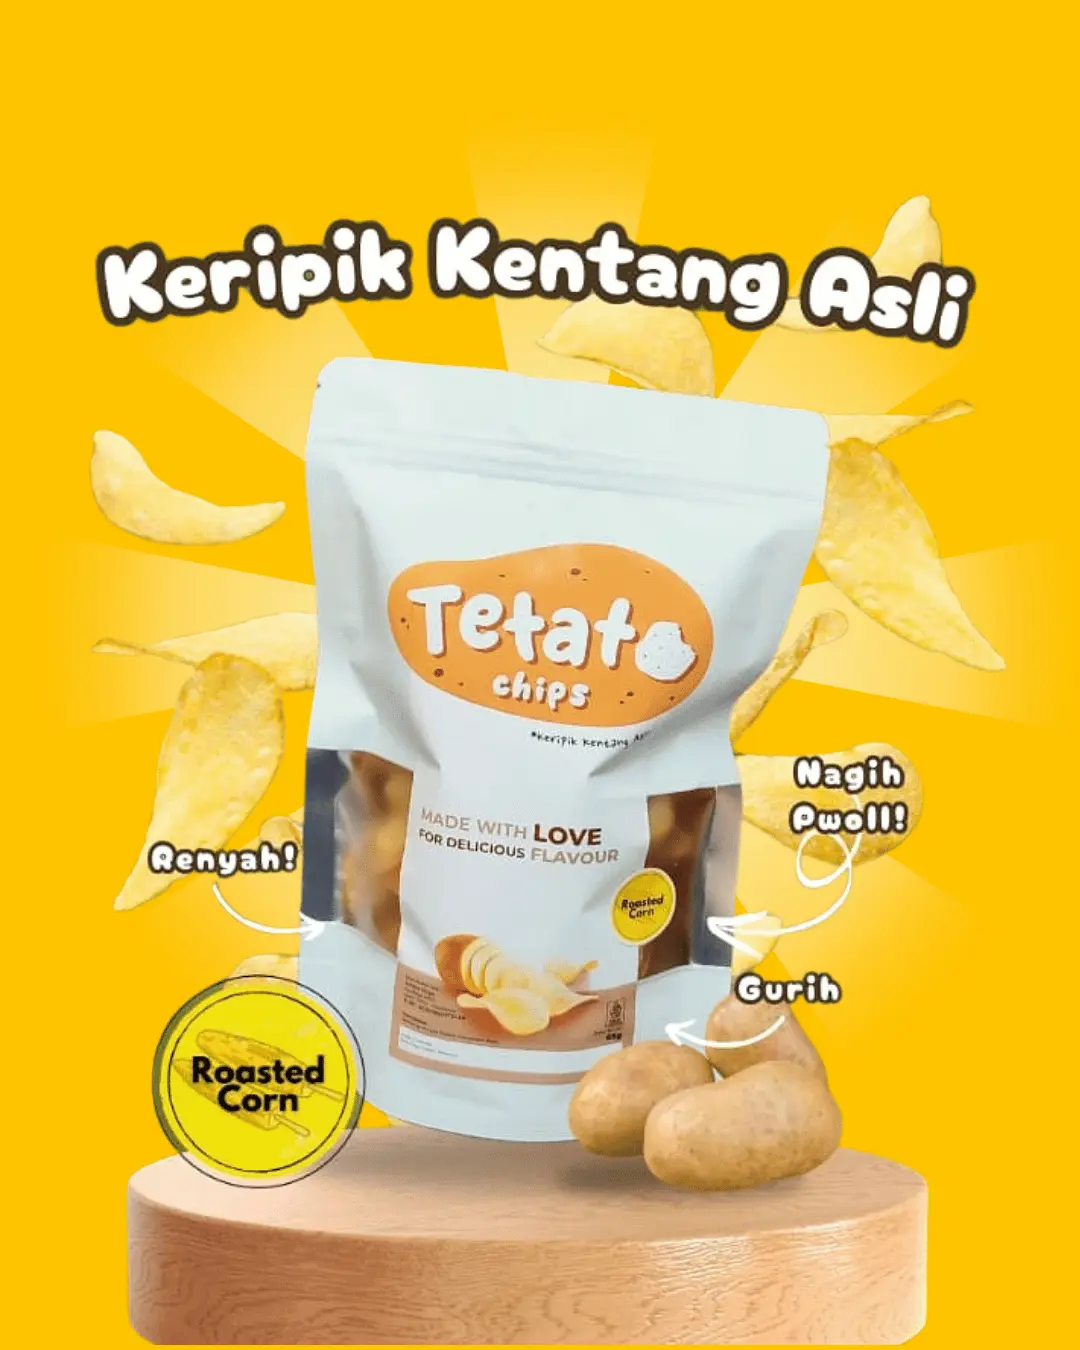 Keripik Kentang Asli
Tetato
chips
#Keripik Kentang Asli
MADE WITH LOVE
FOR DELICIOUS FLAVOUR
Roasted
Corn
Nagih
Pwoll!
Renyah!
Gurih
Roasted
Corn